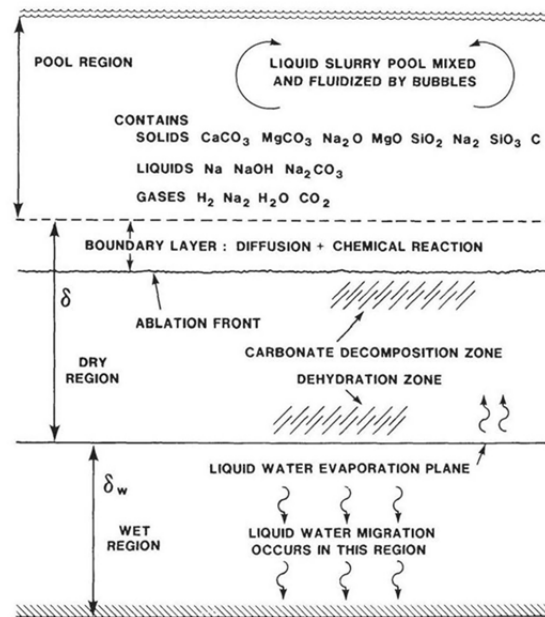 POOL REGION
LIQUID SLURRY POOL MIXED
AND FLUIDIZED BY BUBBLES
CONTAINS
SOLIDS CaCO₃ MgCO₃ Na₂O MgO SiO₂ Na₂ SiO₃ C
LIQUIDS Na NaOH Na₂CO₃
GASES H₂ Na₂ H₂O CO₂
BOUNDARY LAYER : DIFFUSION + CHEMICAL REACTION
δ
ABLATION FRONT
CARBONATE DECOMPOSITION ZONE
DRY
REGION
DEHYDRATION ZONE
LIQUID WATER EVAPORATION PLANE
δw
WET
REGION
LIQUID WATER MIGRATION
OCCURS IN THIS REGION